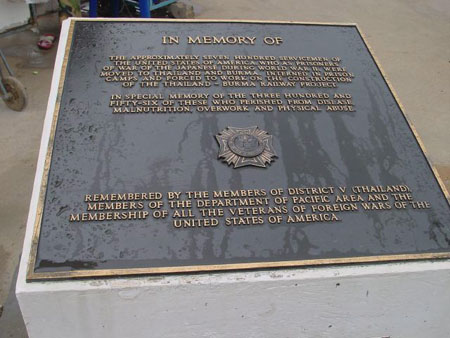 IN MEMORY OF
THE APPROXIMATELY SEVEN HUNDRED SERVICEMEN OF
THE UNITED STATES OF AMERICA WHO AS PRISONERS
OF WAR OF THE JAPANESE DURING WORLD WAR II, WERE
MOVED TO THAILAND AND BURMA, INTERNED IN PRISON
CAMPS AND FORCED TO WORK ON THE CONSTRUCTION
OF THE THAILAND - BURMA RAILWAY PROJECT.
IN SPECIAL MEMORY OF THE THREE HUNDRED AND
FIFTY-SIX OF THESE WHO PERISHED FROM DISEASE,
MALNUTRITION, OVERWORK AND PHYSICAL ABUSE.
REMEMBERED BY THE MEMBERS OF DISTRICT V (THAILAND),
MEMBERS OF THE DEPARTMENT OF PACIFIC AREA AND THE
MEMBERSHIP OF ALL THE VETERANS OF FOREIGN WARS OF THE
UNITED STATES OF AMERICA.